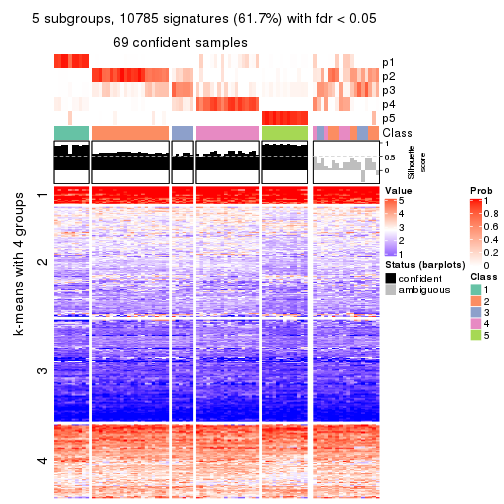 5 subgroups, 10785 signatures (61.7%) with fdr < 0.05
69 confident samples
p1
p2
p3
p4
p5
Class
1
0.5
0
Silhouette
score
k-means with 4 groups
1
2
3
4
Value
5
4
3
2
1
Status (barplots)
confident
ambiguous
Prob
1
0.8
0.6
0.4
0.2
0
Class
1
2
3
4
5